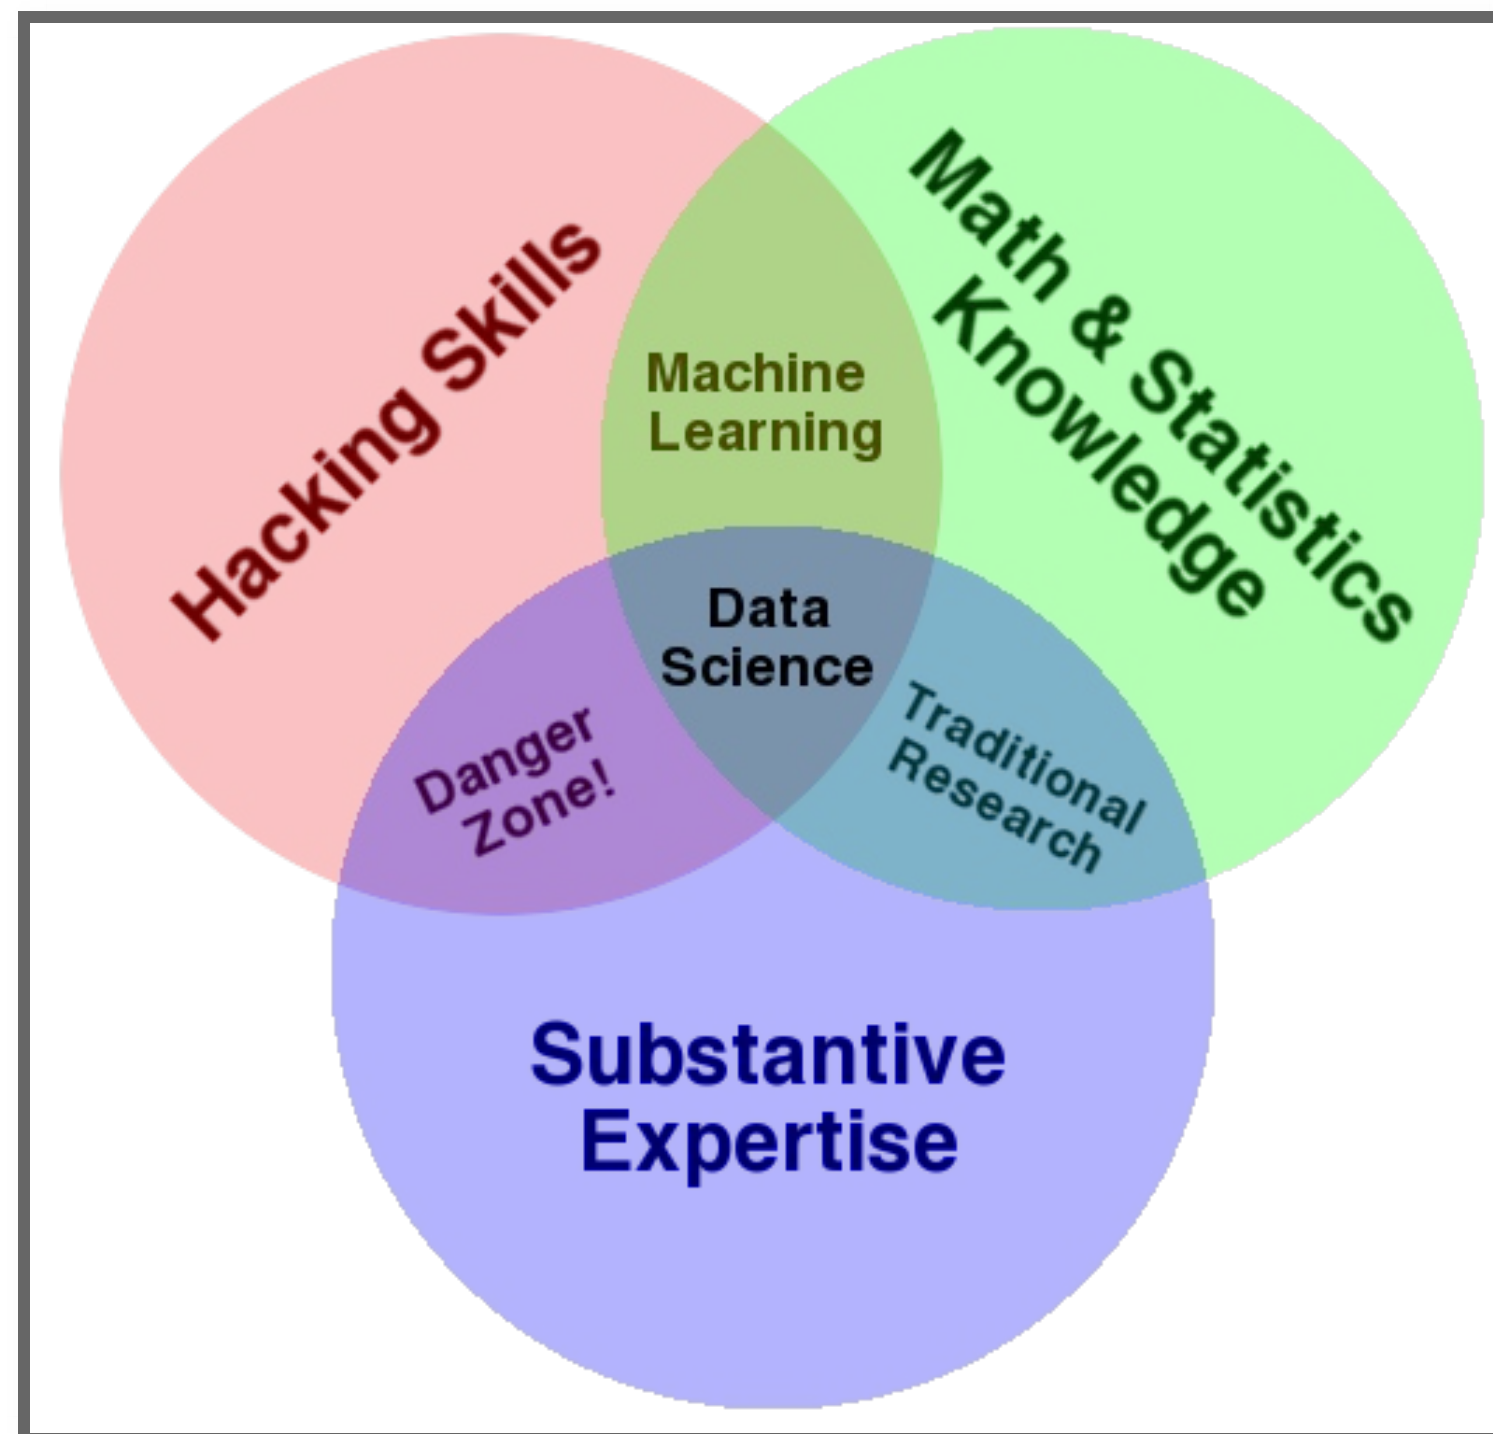 Hacking Skills
Math & Statistics
Knowledge
Machine
Learning
Data
Science
Danger
Zone!
Traditional
Research
Substantive
Expertise